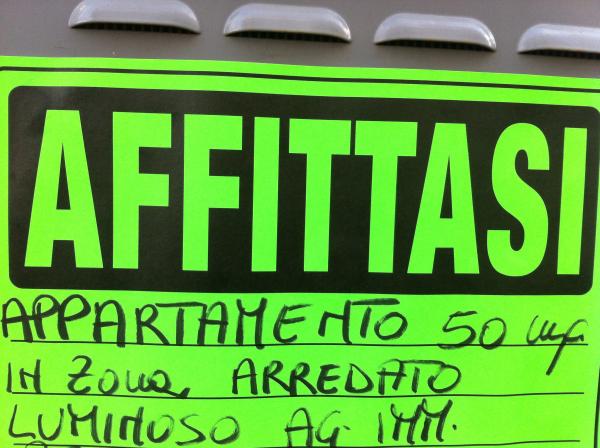 AFFITTASI
APPARTAMENTO 50 mq
IN ZONA, ARREDATO
LUMINOSO AG. IMM.